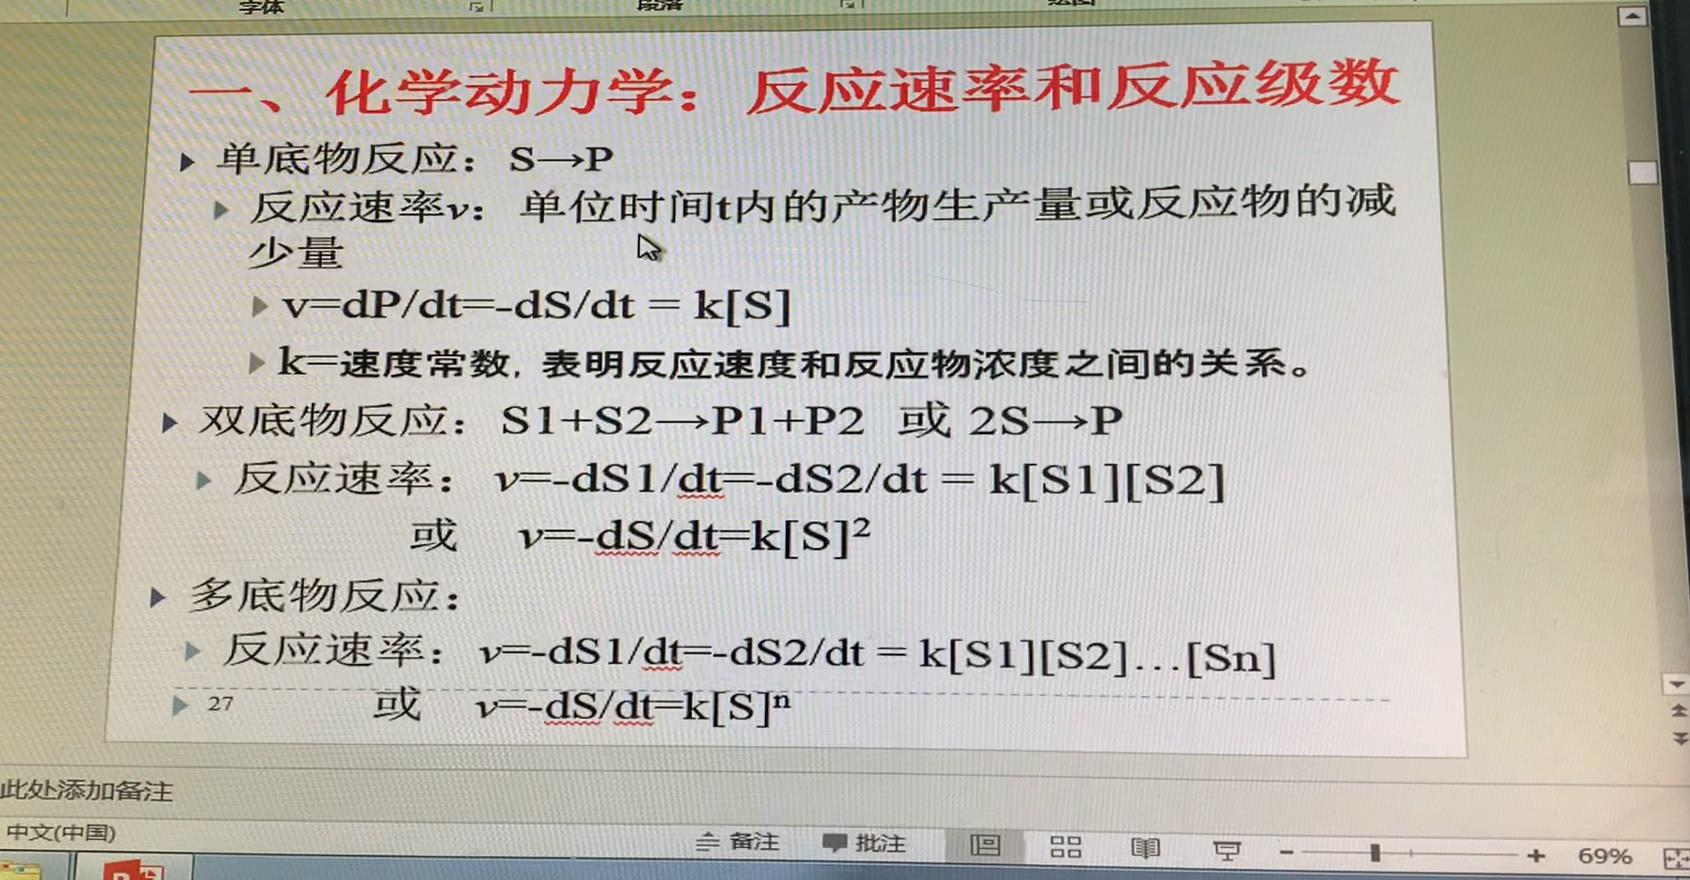 字体
段落
绘图
一、化学动力学：反应速率和反应级数
单底物反应：S→P
反应速率v：单位时间t内的产物生产量或反应物的减
少量
v=dP/dt=-dS/dt = k[S]
k=速度常数，表明反应速度和反应物浓度之间的关系。
双底物反应：S1+S2→P1+P2 或 2S→P
反应速率：v=-dS1/dt=-dS2/dt = k[S1][S2]
或 v=-dS/dt=k[S]²
多底物反应：
反应速率：v=-dS1/dt=-dS2/dt = k[S1][S2]…[Sn]
27 或 v=-dS/dt=k[S]ⁿ
此处添加备注
中文(中国)
备注 批注 69%